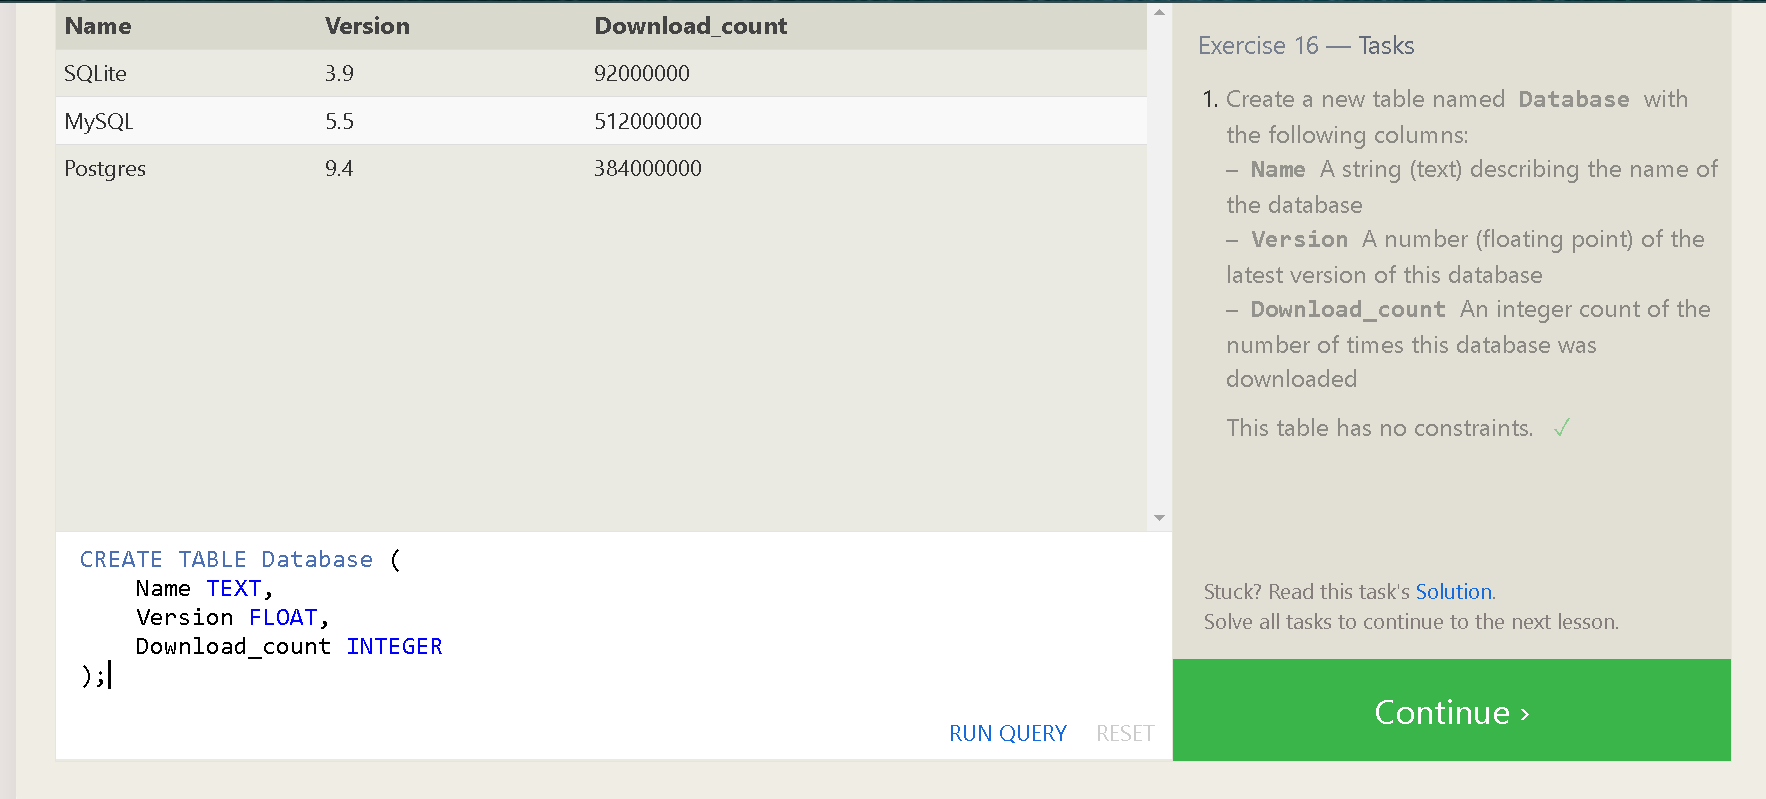 Name Version Download_count
SQLite 3.9 92000000
MySQL 5.5 512000000
Postgres 9.4 384000000
CREATE TABLE Database (
    Name TEXT,
    Version FLOAT,
    Download_count INTEGER
);
RUN QUERY RESET
Exercise 16 — Tasks
1. Create a new table named Database with
the following columns:
– Name A string (text) describing the name of
the database
– Version A number (floating point) of the
latest version of this database
– Download_count An integer count of the
number of times this database was
downloaded
This table has no constraints. ✓
Stuck? Read this task's Solution.
Solve all tasks to continue to the next lesson.
Continue ›